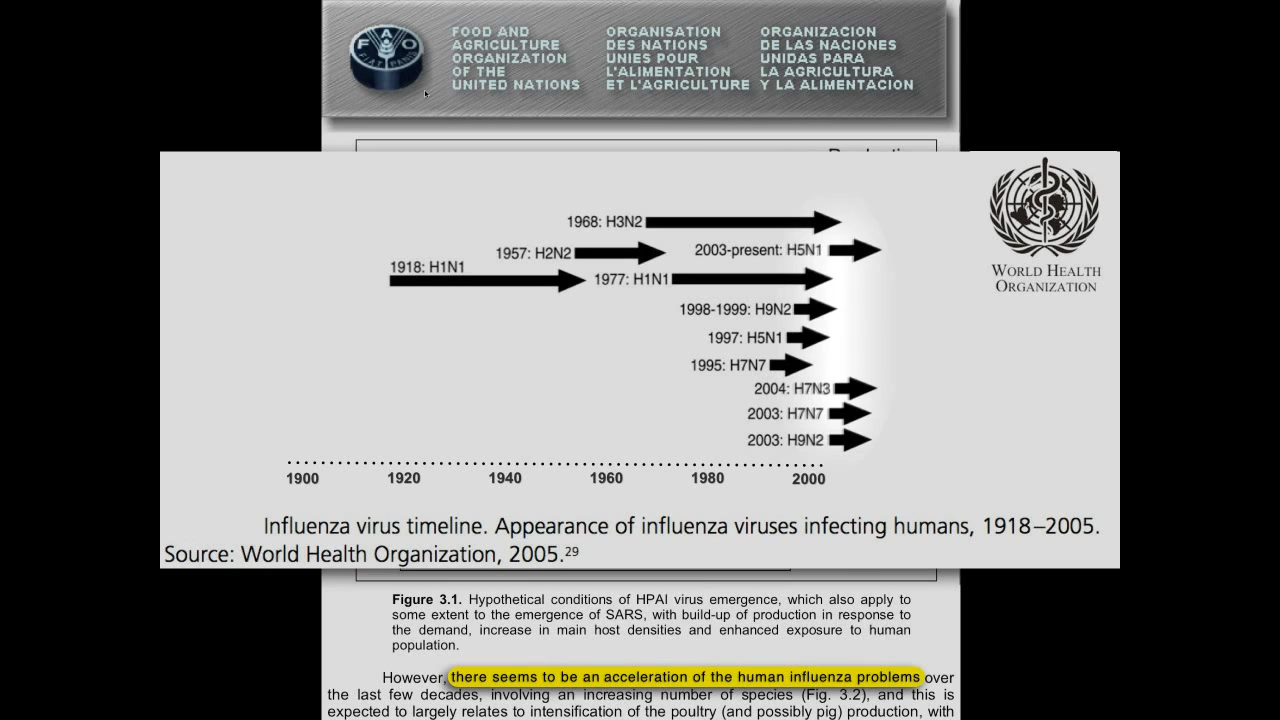 FOOD AND
AGRICULTURE
ORGANIZATION
OF THE
UNITED NATIONS
ORGANISATION
DES NATIONS
UNIES POUR
L'ALIMENTATION
ET L'AGRICULTURE
ORGANIZACION
DE LAS NACIONES
UNIDAS PARA
LA AGRICULTURA
Y LA ALIMENTACION
F A O
FIAT PANIS
WORLD HEALTH
ORGANIZATION
1968: H3N2
1957: H2N2
2003-present: H5N1
1918: H1N1
1977: H1N1
1998-1999: H9N2
1997: H5N1
1995: H7N7
2004: H7N3
2003: H7N7
2003: H9N2
1900 1920 1940 1960 1980 2000
Influenza virus timeline. Appearance of influenza viruses infecting humans, 1918–2005.
Source: World Health Organization, 2005.29
Figure 3.1. Hypothetical conditions of HPAI virus emergence, which also apply to
some extent to the emergence of SARS, with build-up of production in response to
the demand, increase in main host densities and enhanced exposure to human
population.
However, there seems to be an acceleration of the human influenza problems over
the last few decades, involving an increasing number of species (Fig. 3.2), and this is
expected to largely relates to intensification of the poultry (and possibly pig) production, with